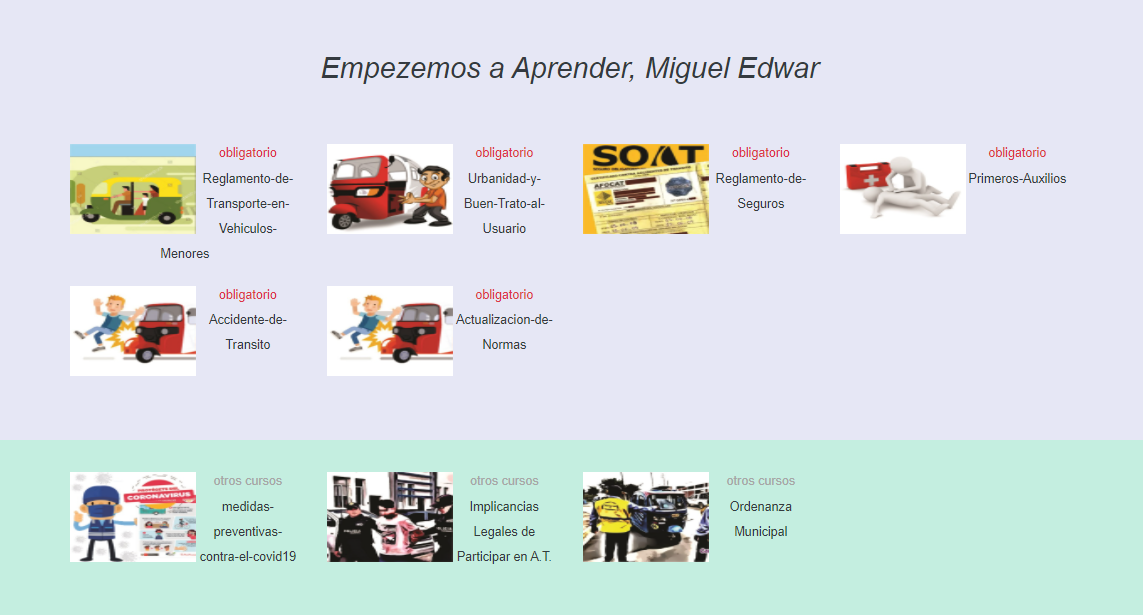 Empezemos a Aprender, Miguel Edwar
obligatorio
Reglamento-de-
Transporte-en-
Vehiculos-
Menores
obligatorio
Urbanidad-y-
Buen-Trato-al-
Usuario
SOAT
AFOCAT
obligatorio
Reglamento-de-
Seguros
obligatorio
Primeros-Auxilios
obligatorio
Accidente-de-
Transito
obligatorio
Actualizacion-de-
Normas
CORONAVIRUS
otros cursos
medidas-
preventivas-
contra-el-covid19
otros cursos
Implicancias
Legales de
Participar en A.T.
otros cursos
Ordenanza
Municipal